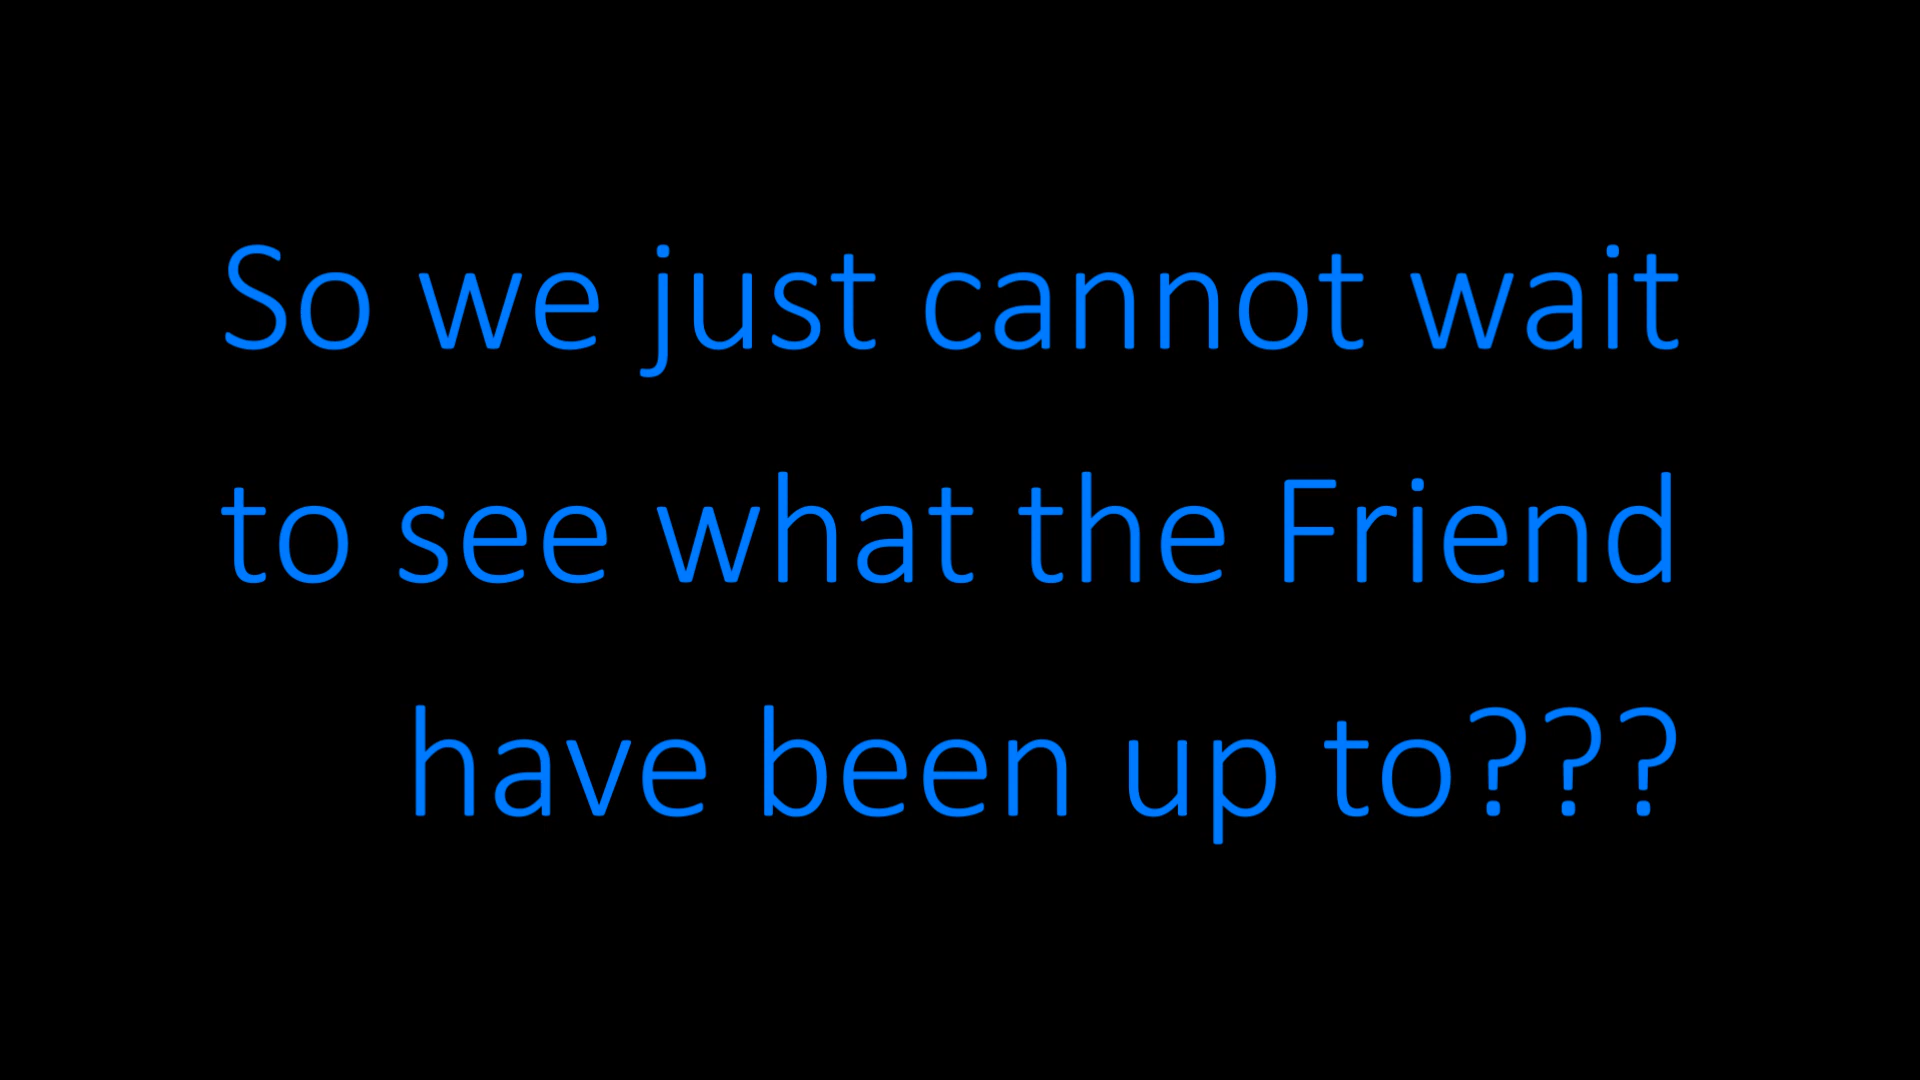 So we just cannot wait
to see what the Friend
have been up to???